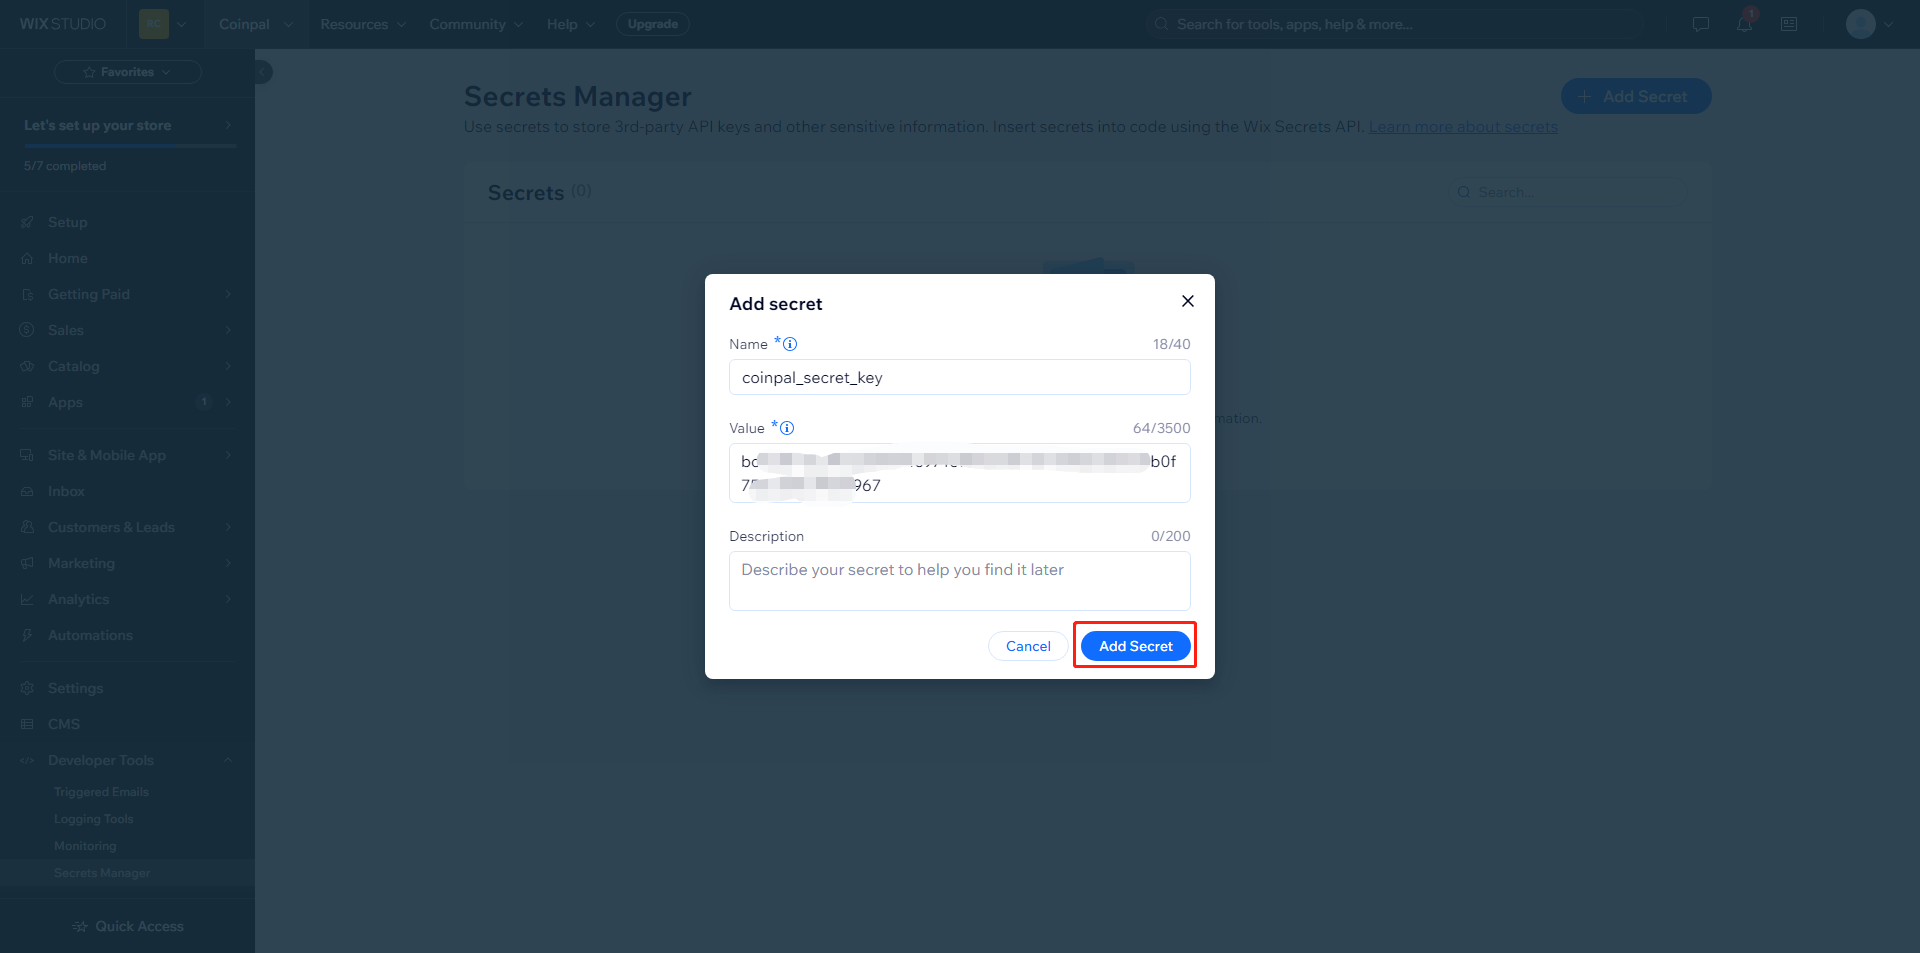 WIX STUDIO
Coinpal
Resources
Community
Help
Upgrade
Search for tools, apps, help & more...
1
Favorites
Let's set up your store
5/7 completed
Setup
Home
Getting Paid
Sales
Catalog
Apps 1
Site & Mobile App
Inbox
Customers & Leads
Marketing
Analytics
Automations
Settings
CMS
Developer Tools
Triggered Emails
Logging Tools
Monitoring
Secrets Manager
Quick Access
Secrets Manager
Add Secret
Use secrets to store 3rd-party API keys and other sensitive information. Insert secrets into code using the Wix Secrets API. Learn more about secrets
Secrets (0)
Search...
mation.
Add secret
Name * 18/40
coinpal_secret_key
Value * 64/3500
b0f
967
Description 0/200
Describe your secret to help you find it later
Cancel
Add Secret